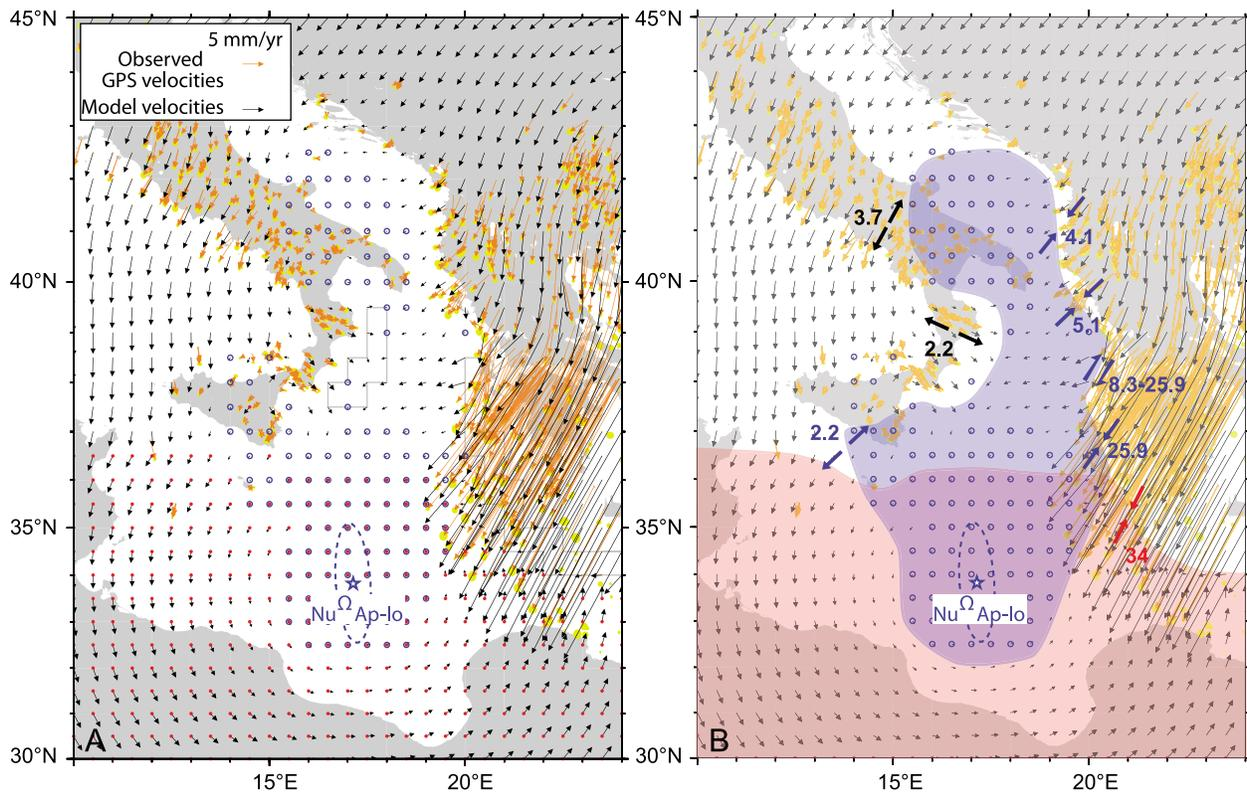 45°N
5 mm/yr
Observed
GPS velocities
Model velocities
40°N
35°N
30°N
15°E
20°E
Nu Ω Ap-Io
A
45°N
40°N
35°N
30°N
15°E
20°E
3.7
4.1
5.1
2.2
8.3-25.9
2.2
25.9
34
Nu Ω Ap-Io
B